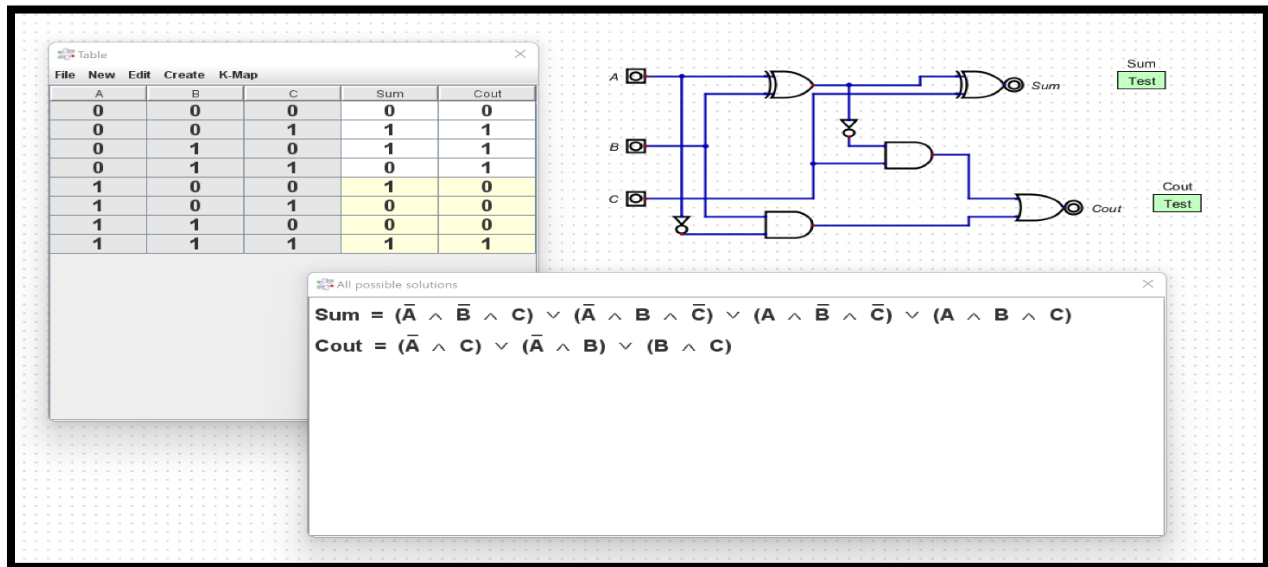 Table
File New Edit Create K-Map
A B C Sum Cout
0 0 0 0 0
0 0 1 1 1
0 1 0 1 1
0 1 1 0 1
1 0 0 1 0
1 0 1 0 0
1 1 0 0 0
1 1 1 1 1
A
B
C
Sum
Cout
Sum
Test
Cout
Test
All possible solutions
Sum = (A̅ ∧ B̅ ∧ C) ∨ (A̅ ∧ B ∧ C̅) ∨ (A ∧ B̅ ∧ C̅) ∨ (A ∧ B ∧ C)
Cout = (A̅ ∧ C) ∨ (A̅ ∧ B) ∨ (B ∧ C)